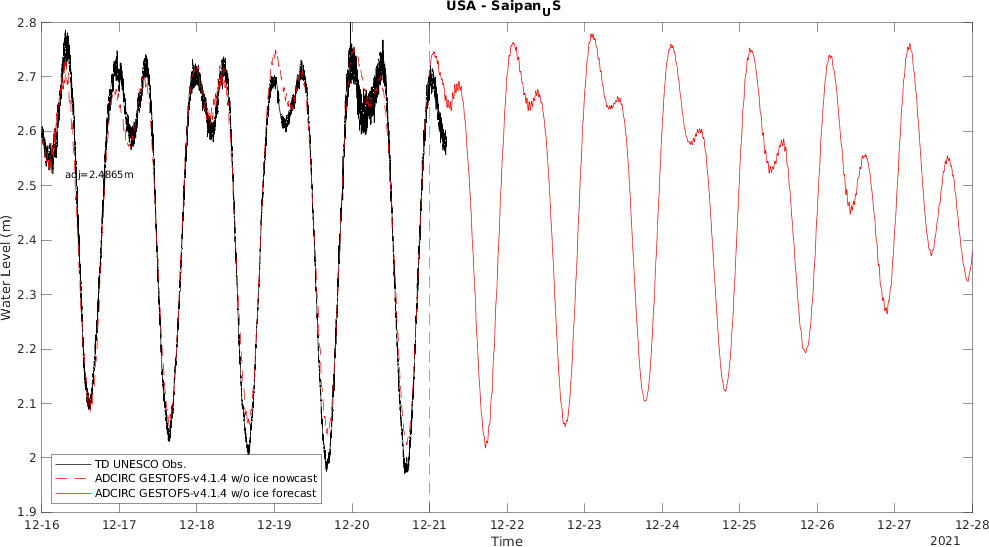 USA - Saipan_US
2.8
2.7
2.6
2.5
2.4
2.3
2.2
2.1
2
1.9
Water Level (m)
adj=2.4865m
TD UNESCO Obs.
ADCIRC GESTOFS-v4.1.4 w/o ice nowcast
ADCIRC GESTOFS-v4.1.4 w/o ice forecast
12-16 12-17 12-18 12-19 12-20 12-21 12-22 12-23 12-24 12-25 12-26 12-27 12-28
Time
2021